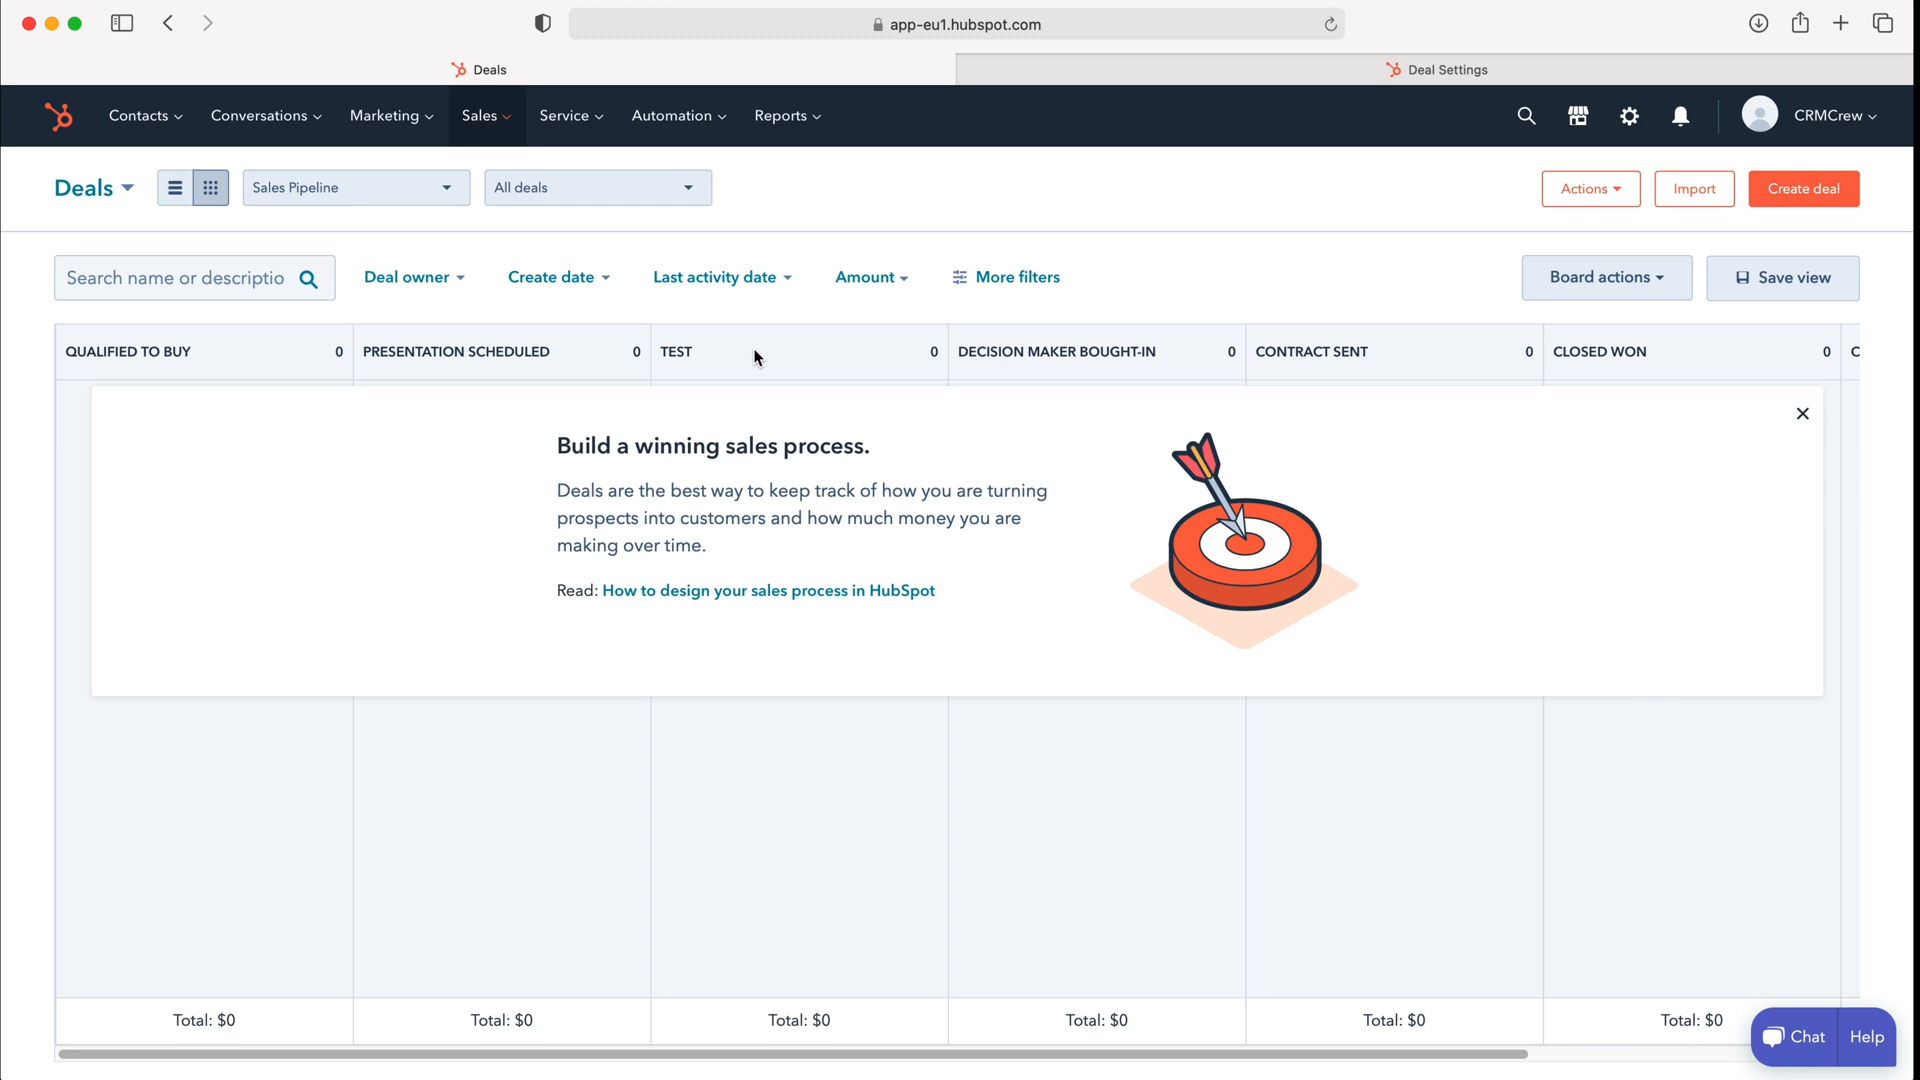 app-eu1.hubspot.com
Deals
Deal Settings
Contacts
Conversations
Marketing
Sales
Service
Automation
Reports
CRMCrew
Deals
Sales Pipeline
All deals
Actions
Import
Create deal
Search name or descriptio
Deal owner
Create date
Last activity date
Amount
More filters
Board actions
Save view
QUALIFIED TO BUY 0
PRESENTATION SCHEDULED 0
TEST 0
DECISION MAKER BOUGHT-IN 0
CONTRACT SENT 0
CLOSED WON 0
C
Build a winning sales process.
Deals are the best way to keep track of how you are turning
prospects into customers and how much money you are
making over time.
Read: How to design your sales process in HubSpot
Total: $0
Total: $0
Total: $0
Total: $0
Total: $0
Total: $0
Chat
Help